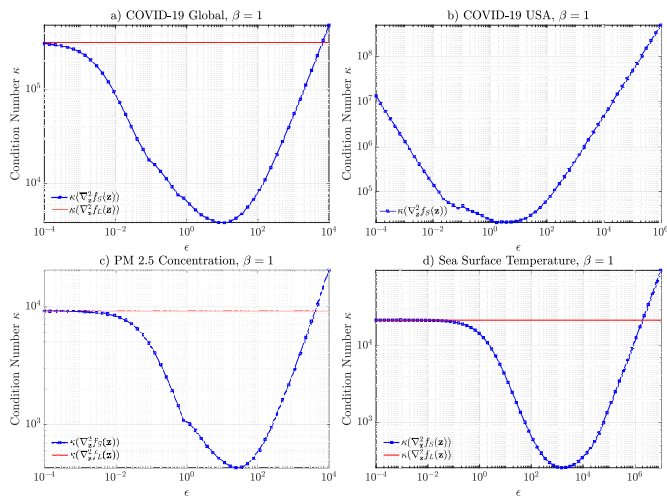 a) COVID-19 Global, β = 1
Condition Number κ
10^5
10^4
κ(∇²_z f_S(z))
κ(∇²_z f_L(z))
10^-4 10^-2 10^0 10^2 10^4
ϵ
b) COVID-19 USA, β = 1
Condition Number κ
10^8
10^7
10^6
10^5
κ(∇²_z f_S(z))
10^-4 10^-2 10^0 10^2 10^4 10^6
ϵ
c) PM 2.5 Concentration, β = 1
Condition Number κ
10^4
10^3
κ(∇²_z f_S(z))
κ(∇²_z f_L(z))
10^-4 10^-2 10^0 10^2 10^4
ϵ
d) Sea Surface Temperature, β = 1
Condition Number κ
10^4
10^3
κ(∇²_z f_S(z))
κ(∇²_z f_L(z))
10^-4 10^-2 10^0 10^2 10^4 10^6
ϵ